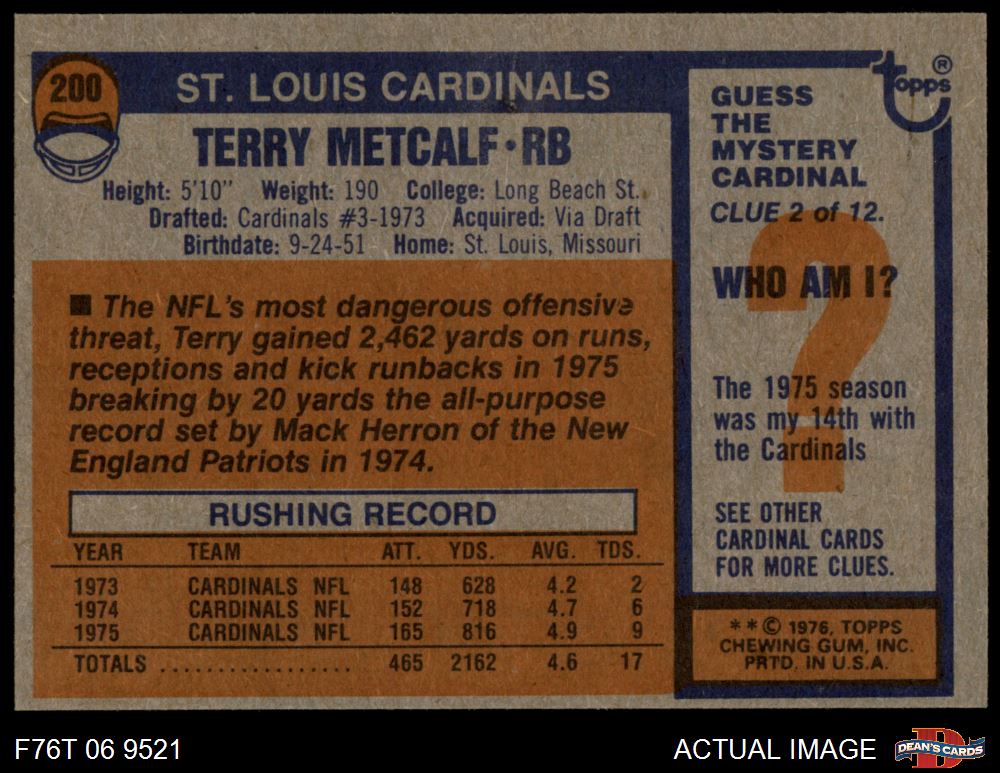 200
ST. LOUIS CARDINALS
TERRY METCALF•RB
Height: 5'10" Weight: 190 College: Long Beach St.
Drafted: Cardinals #3-1973 Acquired: Via Draft
Birthdate: 9-24-51 Home: St. Louis, Missouri
■ The NFL's most dangerous offensive
threat, Terry gained 2,462 yards on runs,
receptions and kick runbacks in 1975
breaking by 20 yards the all-purpose
record set by Mack Herron of the New
England Patriots in 1974.
RUSHING RECORD
YEAR TEAM ATT. YDS. AVG. TDS.
1973 CARDINALS NFL 148 628 4.2 2
1974 CARDINALS NFL 152 718 4.7 6
1975 CARDINALS NFL 165 816 4.9 9
TOTALS .................. 465 2162 4.6 17
topps®
GUESS
THE
MYSTERY
CARDINAL
CLUE 2 of 12.
?
WHO AM I?
The 1975 season
was my 14th with
the Cardinals
SEE OTHER
CARDINAL CARDS
FOR MORE CLUES.
**© 1976, TOPPS
CHEWING GUM, INC.
PRTD. IN U.S.A.
F76T 06 9521
ACTUAL IMAGE
D
DEAN'S CARDS